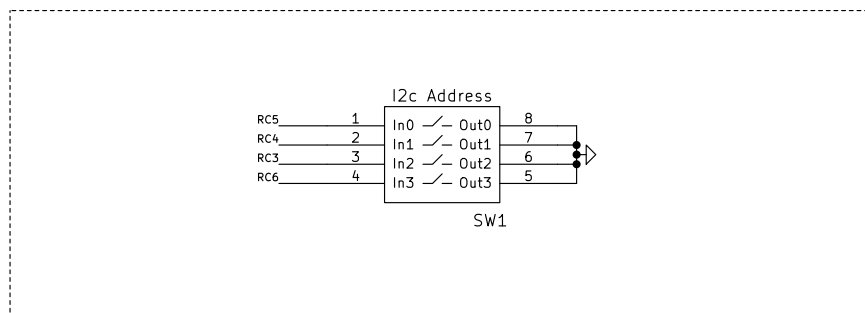 I2c Address
RC5 1 In0 Out0 8
RC4 2 In1 Out1 7
RC3 3 In2 Out2 6
RC6 4 In3 Out3 5
SW1